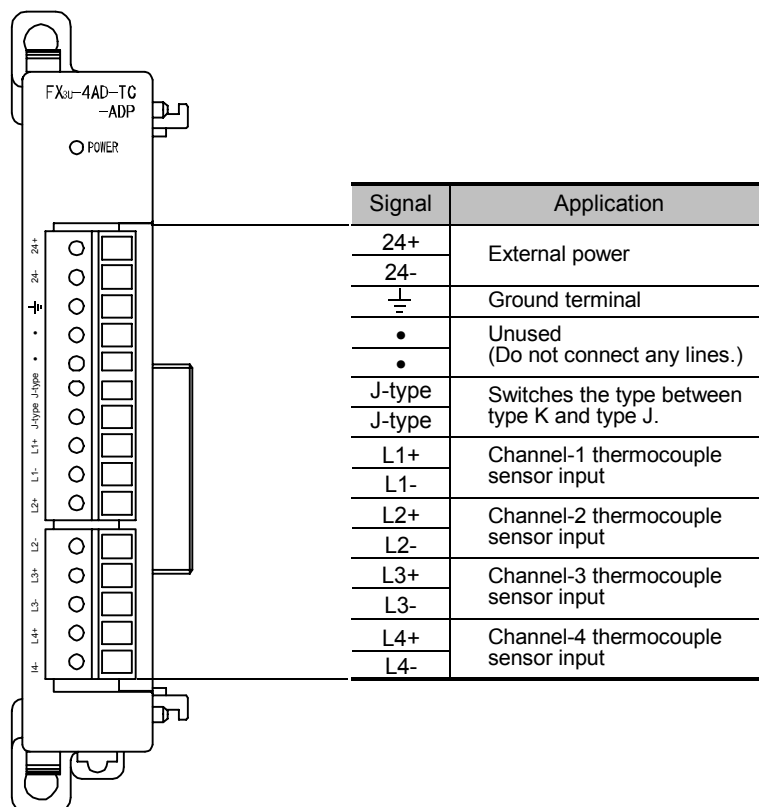 FX3U-4AD-TC
-ADP
POWER
24+
24-
⏚
•
•
J-type
J-type
L1+
L1-
L2+
L2-
L3+
L3-
L4+
l4-
Signal Application
24+
24-
External power
⏚ Ground terminal
•
•
Unused
(Do not connect any lines.)
J-type
J-type
Switches the type between
type K and type J.
L1+
L1-
Channel-1 thermocouple
sensor input
L2+
L2-
Channel-2 thermocouple
sensor input
L3+
L3-
Channel-3 thermocouple
sensor input
L4+
L4-
Channel-4 thermocouple
sensor input